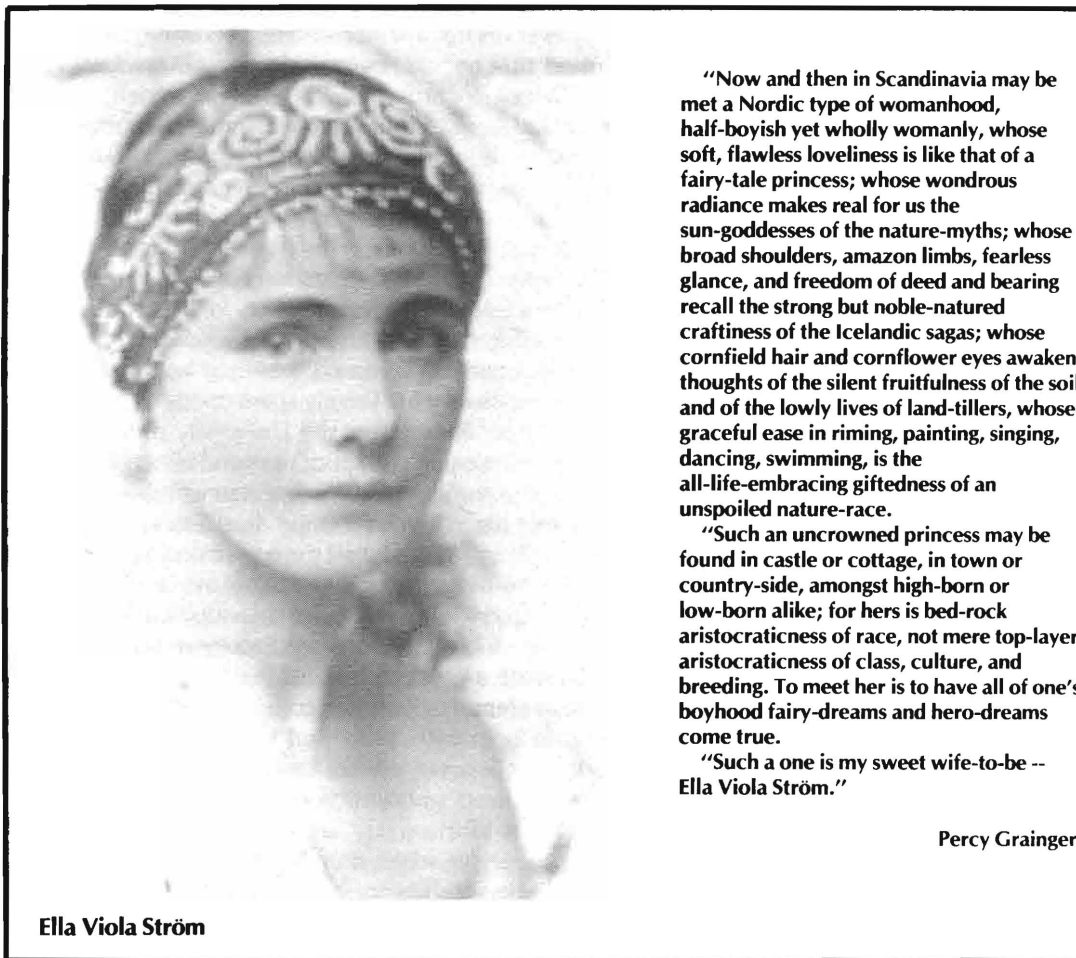 "Now and then in Scandinavia may be
met a Nordic type of womanhood,
half-boyish yet wholly womanly, whose
soft, flawless loveliness is like that of a
fairy-tale princess; whose wondrous
radiance makes real for us the
sun-goddesses of the nature-myths; whose
broad shoulders, amazon limbs, fearless
glance, and freedom of deed and bearing
recall the strong but noble-natured
craftiness of the Icelandic sagas; whose
cornfield hair and cornflower eyes awaken
thoughts of the silent fruitfulness of the soil
and of the lowly lives of land-tillers, whose
graceful ease in riming, painting, singing,
dancing, swimming, is the
all-life-embracing giftedness of an
unspoiled nature-race.
"Such an uncrowned princess may be
found in castle or cottage, in town or
country-side, amongst high-born or
low-born alike; for hers is bed-rock
aristocraticness of race, not mere top-layer
aristocraticness of class, culture, and
breeding. To meet her is to have all of one's
boyhood fairy-dreams and hero-dreams
come true.
"Such a one is my sweet wife-to-be --
Ella Viola Ström."
Percy Grainger
Ella Viola Ström